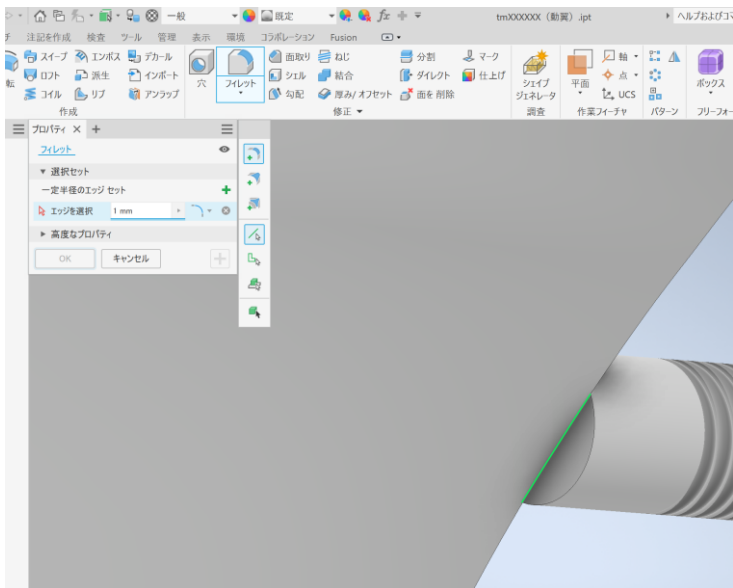 一般 既定 fx tmXXXXXX（動翼）.ipt ヘルプおよびコマ
注記を作成 検査 ツール 管理 表示 環境 コラボレーション Fusion
スイープ エンボス デカール 面取り ねじ 分割 マーク 軸
転 ロフト 派生 インポート 穴 フィレット シェル 結合 ダイレクト 仕上げ シェイプ ジェネレータ 平面 点 ボックス
コイル リブ アンラップ 勾配 厚み/オフセット 面を削除 UCS
作成 修正 調査 作業フィーチャ パターン フリーフォー
プロパティ × +
フィレット
選択セット
一定半径のエッジ セット
エッジを選択 1 mm
高度なプロパティ
OK キャンセル